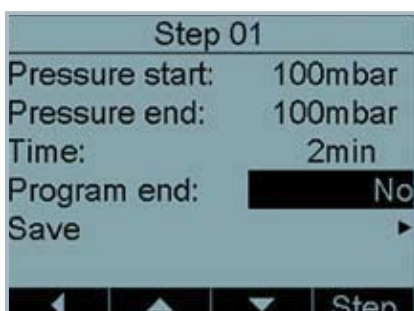 Step 01
Pressure start: 100mbar
Pressure end: 100mbar
Time: 2min
Program end: No
Save
Step